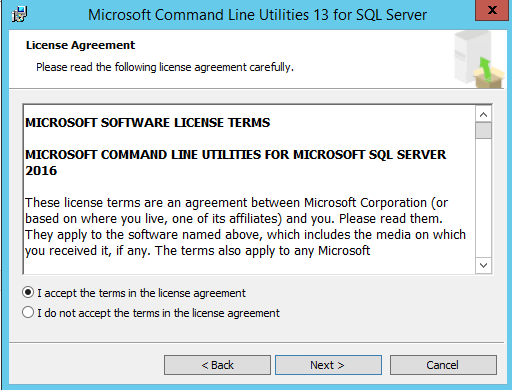 Microsoft Command Line Utilities 13 for SQL Server
x
License Agreement
Please read the following license agreement carefully.
MICROSOFT SOFTWARE LICENSE TERMS
MICROSOFT COMMAND LINE UTILITIES FOR MICROSOFT SQL SERVER
2016
These license terms are an agreement between Microsoft Corporation (or
based on where you live, one of its affiliates) and you. Please read them.
They apply to the software named above, which includes the media on which
you received it, if any. The terms also apply to any Microsoft
I accept the terms in the license agreement
I do not accept the terms in the license agreement
< Back
Next >
Cancel